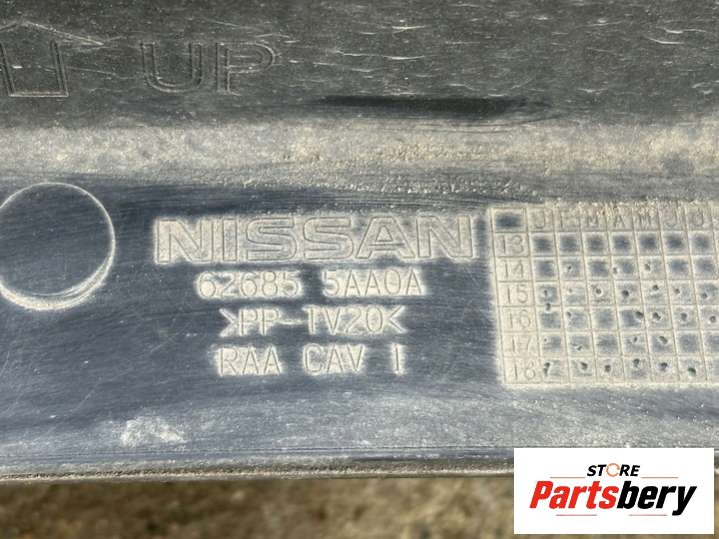 UP
NISSAN
62685 5AA0A
>PP-TV20<
RAA CAV 1
J F M A M J J
13
14
15
16
17
18
STORE
Partsbery